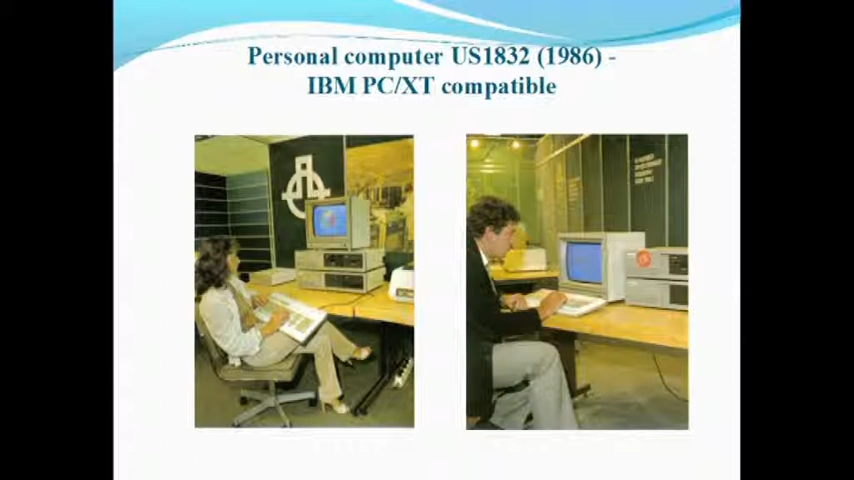 Personal computer US1832 (1986) -
IBM PC/XT compatible